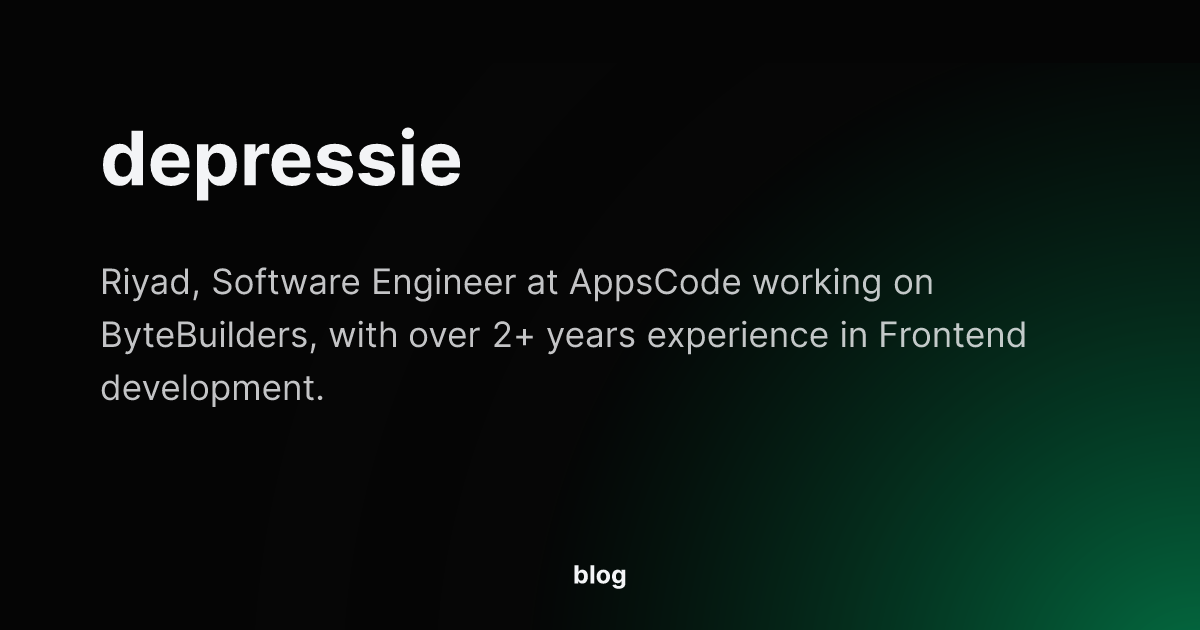 depressie
Riyad, Software Engineer at AppsCode working on
ByteBuilders, with over 2+ years experience in Frontend
development.
blog